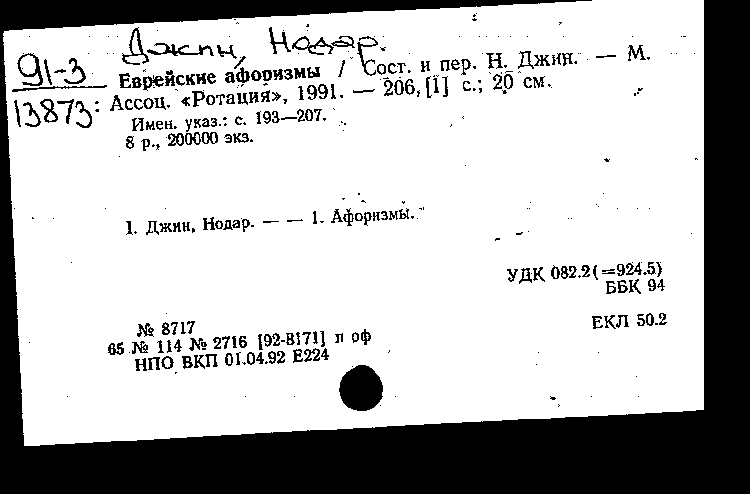 Джин, Нодар.
91-3
13873:
Еврейские афоризмы / Сост. и пер. Н. Джин. — М.
Ассоц. «Ротация», 1991. — 206, [1] с.; 20 см.
Имен. указ.: с. 193—207.
8 р., 200000 экз.
I. Джин, Нодар. — — 1. Афоризмы.
УДК 082.2(=924.5)
ББК 94
№ 8717
65 № 114 № 2716 [92-8171] п оф
НПО ВКП 01.04.92 Е224
ЕКЛ 50.2